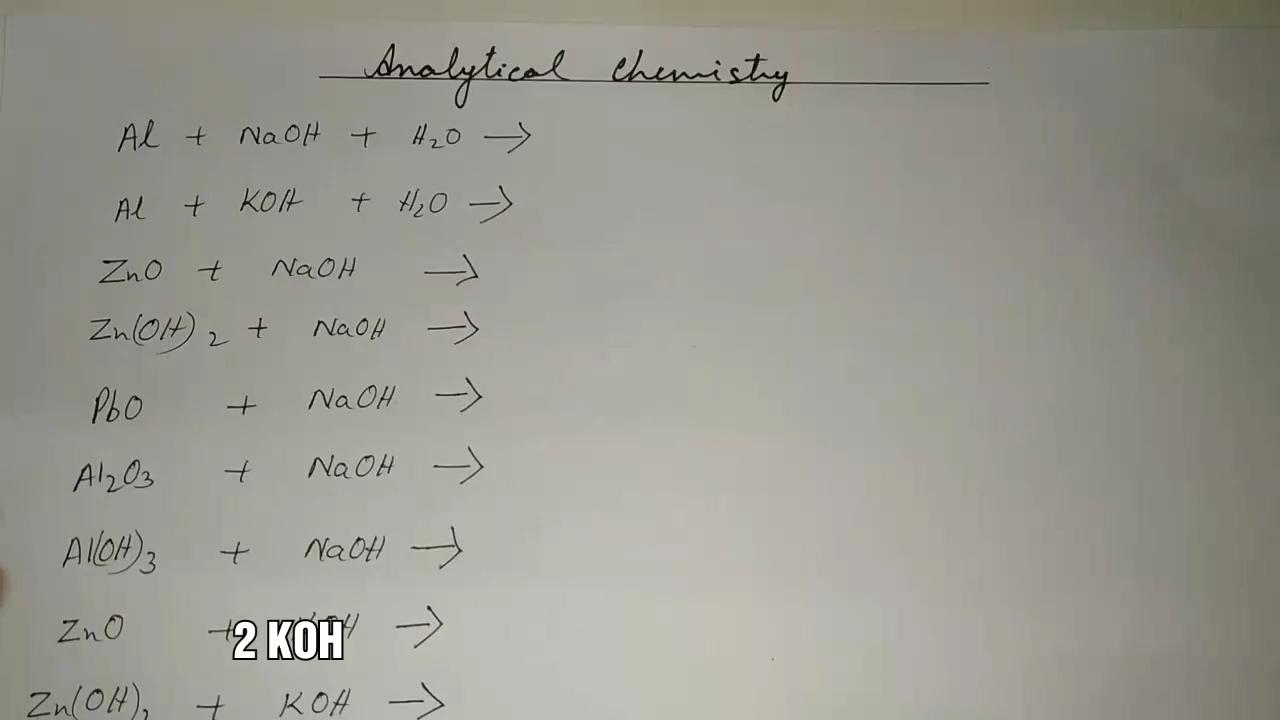 Analytical Chemistry
Al + NaOH + H₂O →
Al + KOH + H₂O →
ZnO + NaOH →
Zn(OH)₂ + NaOH →
PbO + NaOH →
Al₂O₃ + NaOH →
Al(OH)₃ + NaOH →
ZnO + 2 KOH →
Zn(OH)₂ + KOH →